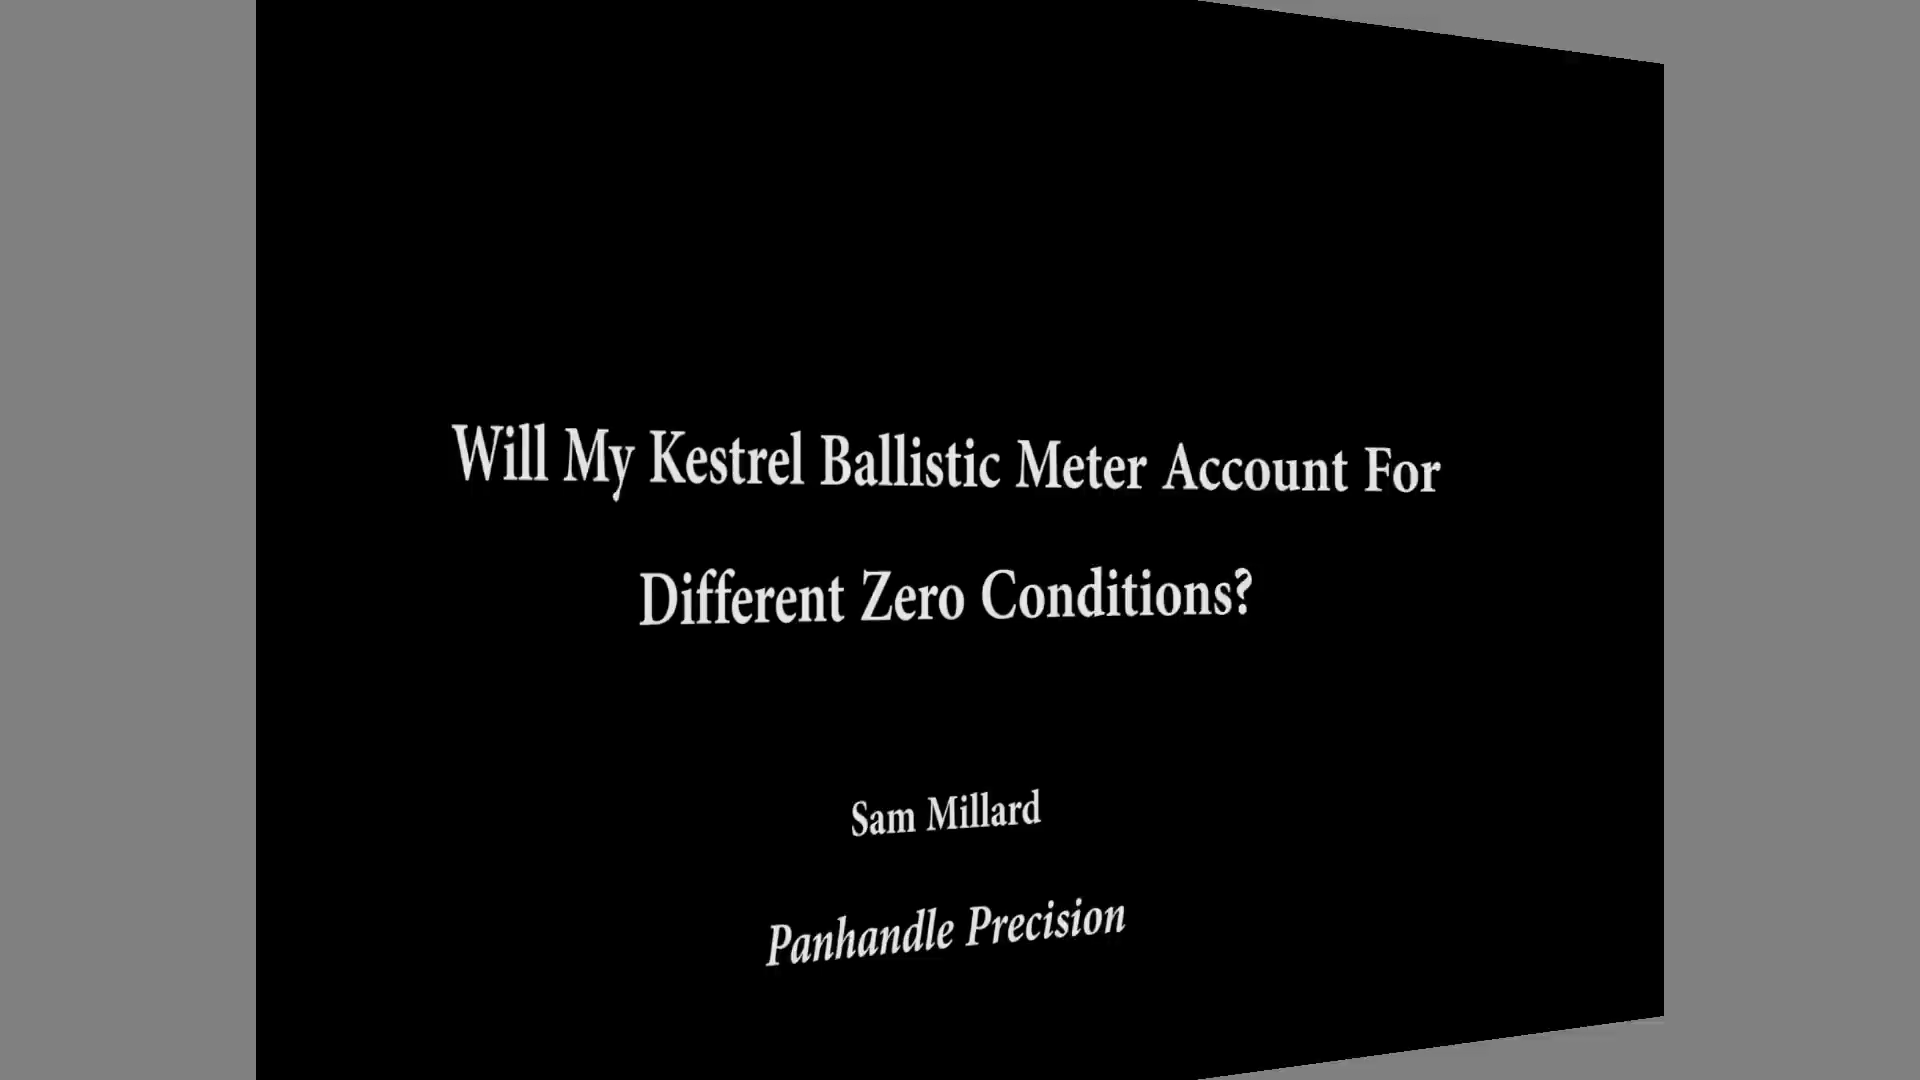 Will My Kestrel Ballistic Meter Account For
Different Zero Conditions?
Sam Millard
Panhandle Precision